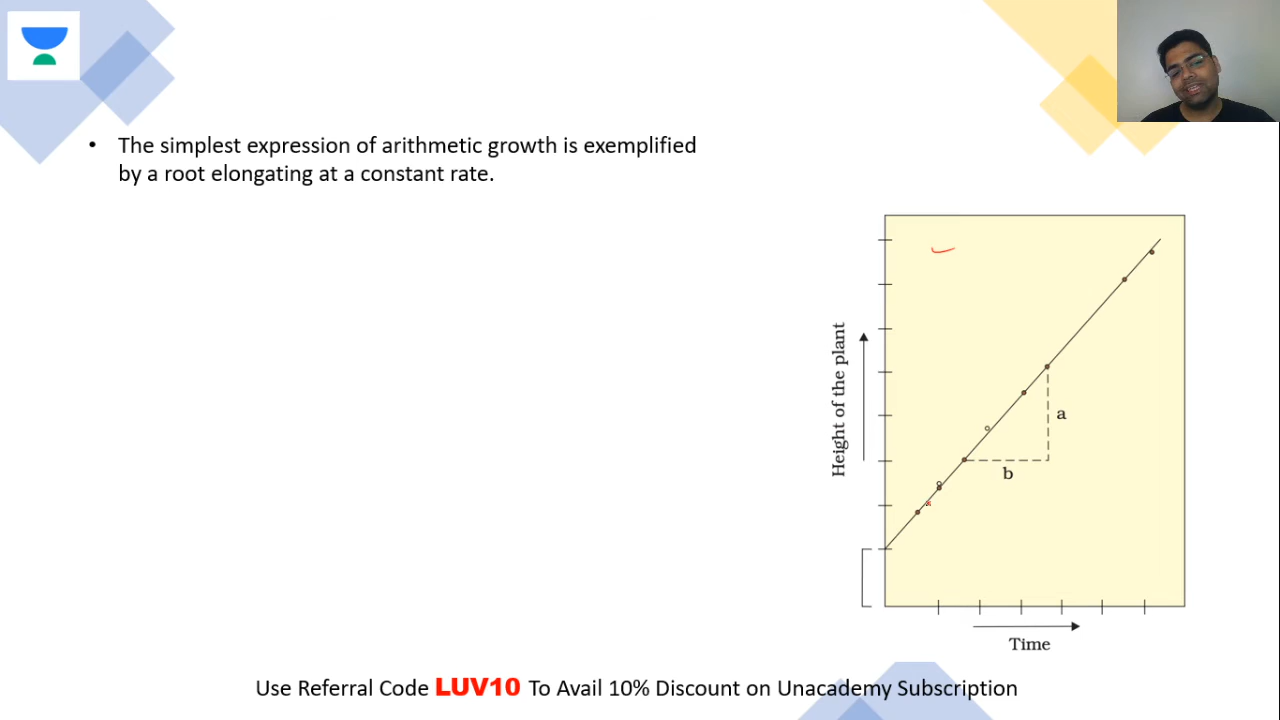 • The simplest expression of arithmetic growth is exemplified
by a root elongating at a constant rate.
Height of the plant
a
b
Time
Use Referral Code LUV10 To Avail 10% Discount on Unacademy Subscription